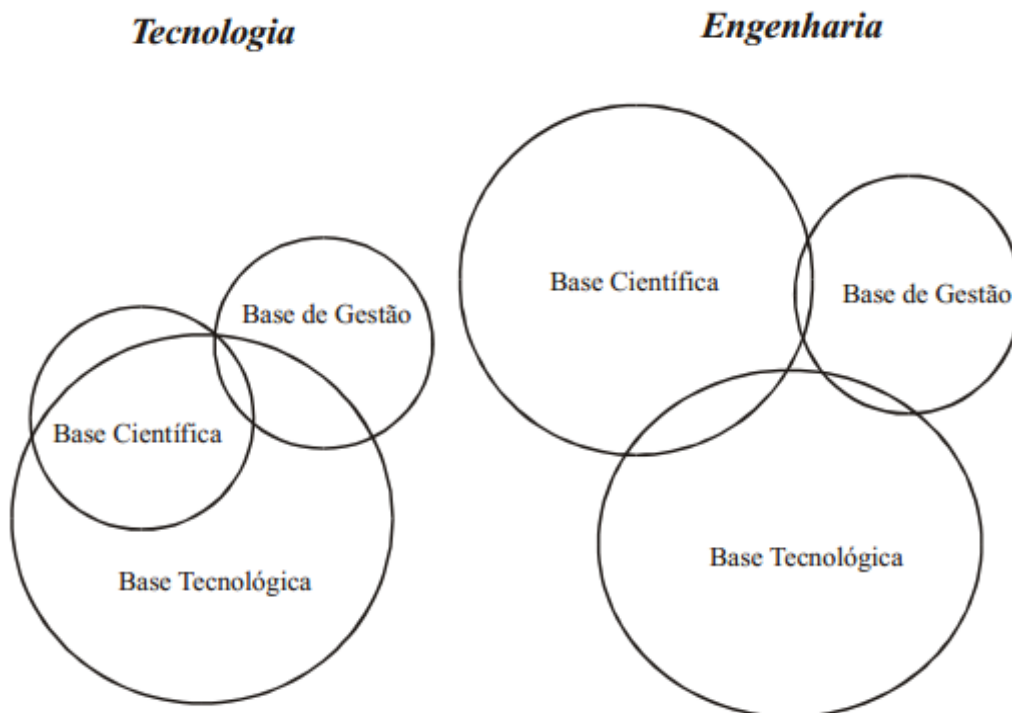 Tecnologia
Engenharia
Base de Gestão
Base Científica
Base Tecnológica
Base Científica
Base de Gestão
Base Tecnológica